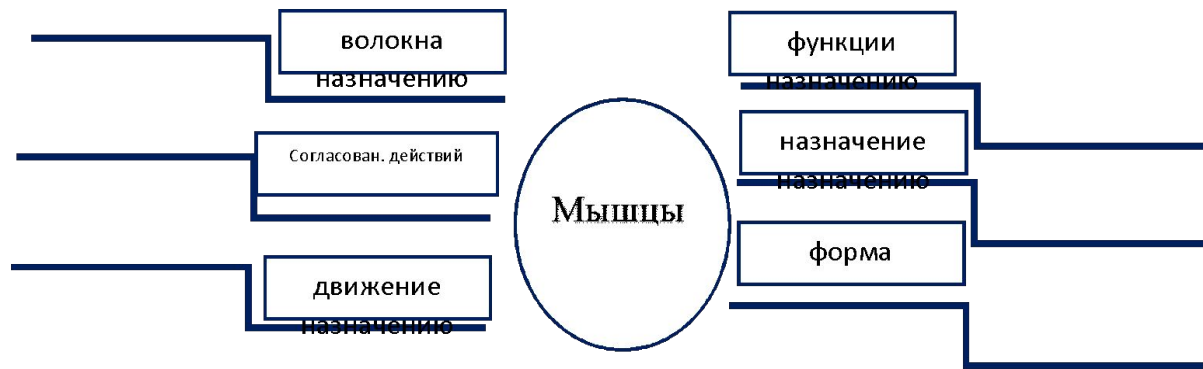 волокна
назначению
Согласован. действий
движение
назначению
Мышцы
функции
назначению
назначение
назначению
форма